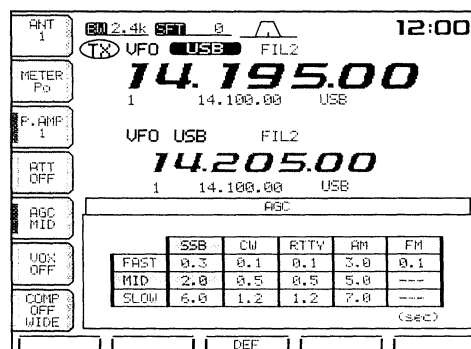 ANT
1
BW 2.4k SFT 0
12:00
TX VFO USB FIL2
14.195.00
1 14.100.00 USB
METER
Po
P.AMP
1
VFO USB FIL2
14.205.00
1 14.100.00 USB
ATT
OFF
AGC
MID
AGC
SSB CW RTTY AM FM
FAST 0.3 0.1 0.1 3.0 0.1
MID 2.0 0.5 0.5 5.0 ---
SLOW 6.0 1.2 1.2 7.0 ---
(sec)
VOX
OFF
COMP
OFF
WIDE
DEF